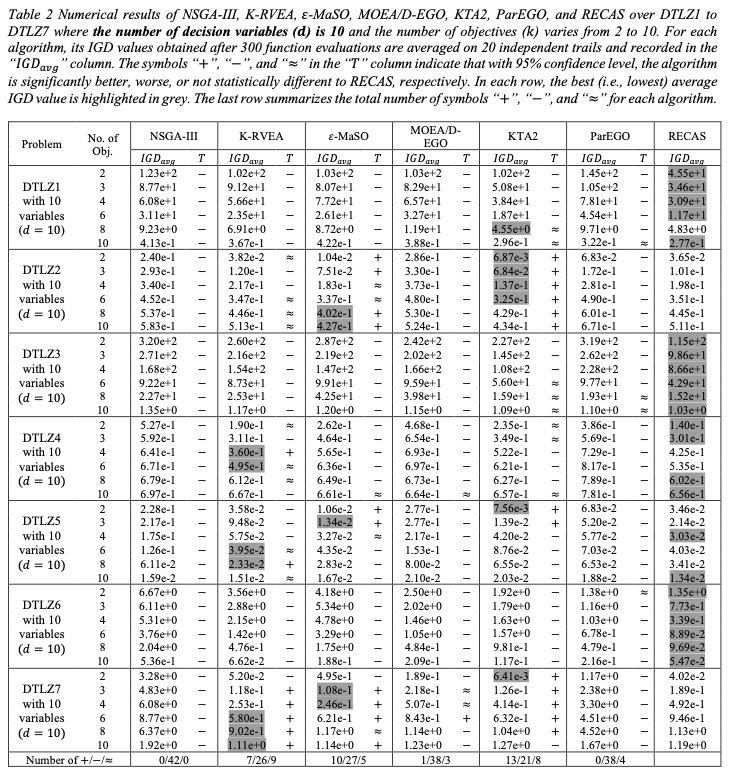 Table 2 Numerical results of NSGA-III, K-RVEA, ε-MaSO, MOEA/D-EGO, KTA2, ParEGO, and RECAS over DTLZ1 to
DTLZ7 where the number of decision variables (d) is 10 and the number of objectives (k) varies from 2 to 10. For each
algorithm, its IGD values obtained after 300 function evaluations are averaged on 20 independent trails and recorded in the
"IGDavg" column. The symbols "+", "−", and "≈" in the "T" column indicate that with 95% confidence level, the algorithm
is significantly better, worse, or not statistically different to RECAS, respectively. In each row, the best (i.e., lowest) average
IGD value is highlighted in grey. The last row summarizes the total number of symbols "+", "−", and "≈" for each algorithm.
Problem No. of Obj. NSGA-III K-RVEA ε-MaSO MOEA/D-EGO KTA2 ParEGO RECAS
IGDavg T IGDavg T IGDavg T IGDavg T IGDavg T IGDavg T IGDavg
DTLZ1 with 10 variables (d = 10)
2 1.23e+2 − 1.02e+2 − 1.03e+2 − 1.03e+2 − 1.02e+2 − 1.45e+2 − 4.55e+1
3 8.77e+1 − 9.12e+1 − 8.07e+1 − 8.29e+1 − 5.08e+1 − 1.05e+2 − 3.46e+1
4 6.08e+1 − 5.66e+1 − 7.72e+1 − 6.57e+1 − 3.84e+1 − 7.81e+1 − 3.09e+1
6 3.11e+1 − 2.35e+1 − 2.61e+1 − 3.27e+1 − 1.87e+1 − 4.54e+1 − 1.17e+1
8 9.23e+0 − 6.91e+0 − 8.72e+0 − 1.19e+1 − 4.55e+0 ≈ 9.71e+0 − 4.83e+0
10 4.13e-1 − 3.67e-1 − 4.22e-1 − 3.88e-1 − 2.96e-1 ≈ 3.22e-1 ≈ 2.77e-1
DTLZ2 with 10 variables (d = 10)
2 2.40e-1 − 3.82e-2 ≈ 1.04e-2 + 2.86e-1 − 6.87e-3 + 6.83e-2 − 3.65e-2
3 2.93e-1 − 1.20e-1 − 7.51e-2 + 3.30e-1 − 6.84e-2 + 1.72e-1 − 1.01e-1
4 3.40e-1 − 2.17e-1 − 1.83e-1 ≈ 3.73e-1 − 1.37e-1 + 2.81e-1 − 1.98e-1
6 4.52e-1 − 3.47e-1 ≈ 3.37e-1 ≈ 4.80e-1 − 3.25e-1 + 4.90e-1 − 3.51e-1
8 5.37e-1 − 4.46e-1 ≈ 4.02e-1 + 5.30e-1 − 4.29e-1 + 6.01e-1 − 4.45e-1
10 5.83e-1 − 5.13e-1 ≈ 4.27e-1 + 5.24e-1 − 4.34e-1 + 6.71e-1 − 5.11e-1
DTLZ3 with 10 variables (d = 10)
2 3.20e+2 − 2.60e+2 − 2.87e+2 − 2.42e+2 − 2.27e+2 − 3.19e+2 − 1.15e+2
3 2.71e+2 − 2.16e+2 − 2.19e+2 − 2.02e+2 − 1.45e+2 − 2.62e+2 − 9.86e+1
4 1.68e+2 − 1.54e+2 − 1.47e+2 − 1.66e+2 − 1.08e+2 − 2.28e+2 − 8.66e+1
6 9.22e+1 − 8.73e+1 − 9.91e+1 − 9.59e+1 − 5.60e+1 ≈ 9.77e+1 − 4.29e+1
8 2.27e+1 − 2.53e+1 − 4.25e+1 − 3.98e+1 − 1.59e+1 ≈ 1.93e+1 ≈ 1.52e+1
10 1.35e+0 − 1.17e+0 − 1.20e+0 − 1.15e+0 − 1.09e+0 ≈ 1.10e+0 ≈ 1.03e+0
DTLZ4 with 10 variables (d = 10)
2 5.27e-1 − 1.90e-1 ≈ 2.62e-1 − 4.68e-1 − 2.35e-1 ≈ 3.86e-1 − 1.40e-1
3 5.92e-1 − 3.11e-1 − 4.64e-1 − 6.54e-1 − 3.49e-1 ≈ 5.69e-1 − 3.01e-1
4 6.41e-1 − 3.60e-1 + 5.65e-1 − 6.93e-1 − 5.22e-1 − 7.29e-1 − 4.25e-1
6 6.71e-1 − 4.95e-1 ≈ 6.36e-1 − 6.97e-1 − 6.21e-1 − 8.17e-1 − 5.35e-1
8 6.79e-1 − 6.12e-1 ≈ 6.49e-1 − 6.73e-1 − 6.27e-1 − 7.89e-1 − 6.02e-1
10 6.97e-1 − 6.67e-1 − 6.61e-1 ≈ 6.64e-1 ≈ 6.57e-1 ≈ 7.81e-1 − 6.56e-1
DTLZ5 with 10 variables (d = 10)
2 2.28e-1 − 3.58e-2 − 1.06e-2 + 2.77e-1 − 7.56e-3 + 6.83e-2 − 3.46e-2
3 2.17e-1 − 9.48e-2 − 1.34e-2 + 2.77e-1 − 1.39e-2 + 5.20e-2 − 2.14e-2
4 1.75e-1 − 5.75e-2 − 3.27e-2 ≈ 2.17e-1 − 4.20e-2 − 5.77e-2 − 3.03e-2
6 1.26e-1 − 3.95e-2 ≈ 4.35e-2 − 1.53e-1 − 8.76e-2 − 7.03e-2 − 4.03e-2
8 6.11e-2 − 2.33e-2 + 2.83e-2 − 8.00e-2 − 6.55e-2 − 6.53e-2 − 3.41e-2
10 1.59e-2 − 1.51e-2 ≈ 1.67e-2 − 2.10e-2 − 2.03e-2 − 1.88e-2 − 1.34e-2
DTLZ6 with 10 variables (d = 10)
2 6.67e+0 − 3.56e+0 − 4.18e+0 − 2.50e+0 − 1.92e+0 − 1.38e+0 ≈ 1.35e+0
3 6.11e+0 − 2.88e+0 − 5.34e+0 − 2.02e+0 − 1.79e+0 − 1.16e+0 − 7.73e-1
4 5.31e+0 − 2.15e+0 − 4.78e+0 − 1.46e+0 − 1.63e+0 − 1.03e+0 − 3.39e-1
6 3.76e+0 − 1.42e+0 − 3.29e+0 − 1.05e+0 − 1.57e+0 − 6.78e-1 − 8.89e-2
8 2.04e+0 − 4.76e-1 − 1.75e+0 − 4.84e-1 − 9.81e-1 − 4.79e-1 − 9.69e-2
10 5.36e-1 − 6.62e-2 − 1.88e-1 − 2.09e-1 − 1.17e-1 − 2.16e-1 − 5.47e-2
DTLZ7 with 10 variables (d = 10)
2 3.28e+0 − 5.20e-2 − 4.95e-1 − 1.89e-1 − 6.41e-3 + 1.17e+0 − 4.02e-2
3 4.83e+0 − 1.18e-1 + 1.08e-1 + 2.18e-1 ≈ 1.26e-1 + 2.38e+0 − 1.89e-1
4 6.08e+0 − 2.53e-1 + 2.46e-1 + 5.07e-1 ≈ 4.14e-1 + 3.30e+0 − 4.92e-1
6 8.77e+0 − 5.80e-1 + 6.21e-1 + 8.43e-1 + 6.32e-1 + 4.51e+0 − 9.46e-1
8 6.37e+0 − 9.02e-1 + 1.17e+0 ≈ 1.14e+0 − 1.04e+0 + 4.52e+0 − 1.13e+0
10 1.92e+0 − 1.11e+0 + 1.14e+0 + 1.23e+0 − 1.27e+0 − 1.67e+0 − 1.19e+0
Number of +/−/≈ 0/42/0 7/26/9 10/27/5 1/38/3 13/21/8 0/38/4